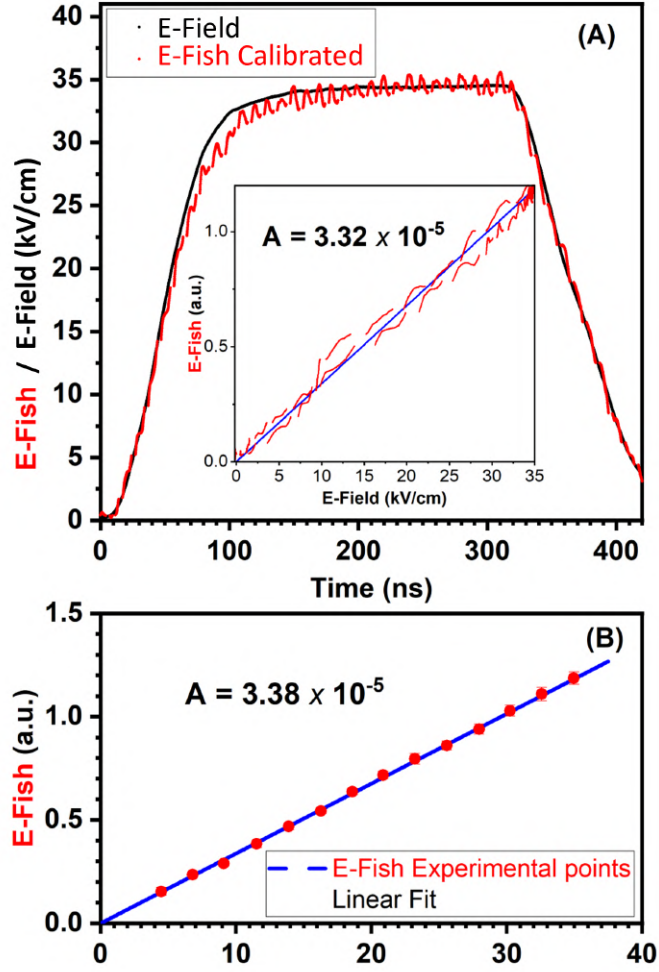 E-Field
E-Fish Calibrated
(A)
E-Fish / E-Field (kV/cm)
40
35
30
25
20
15
10
5
0
0 100 200 300 400
Time (ns)
A = 3.32 x 10-5
E-Fish (a.u.)
1.0
0.5
0.0
0 5 10 15 20 25 30 35
E-Field (kV/cm)
(B)
A = 3.38 x 10-5
E-Fish (a.u.)
1.5
1.0
0.5
0.0
E-Fish Experimental points
Linear Fit
0 10 20 30 40